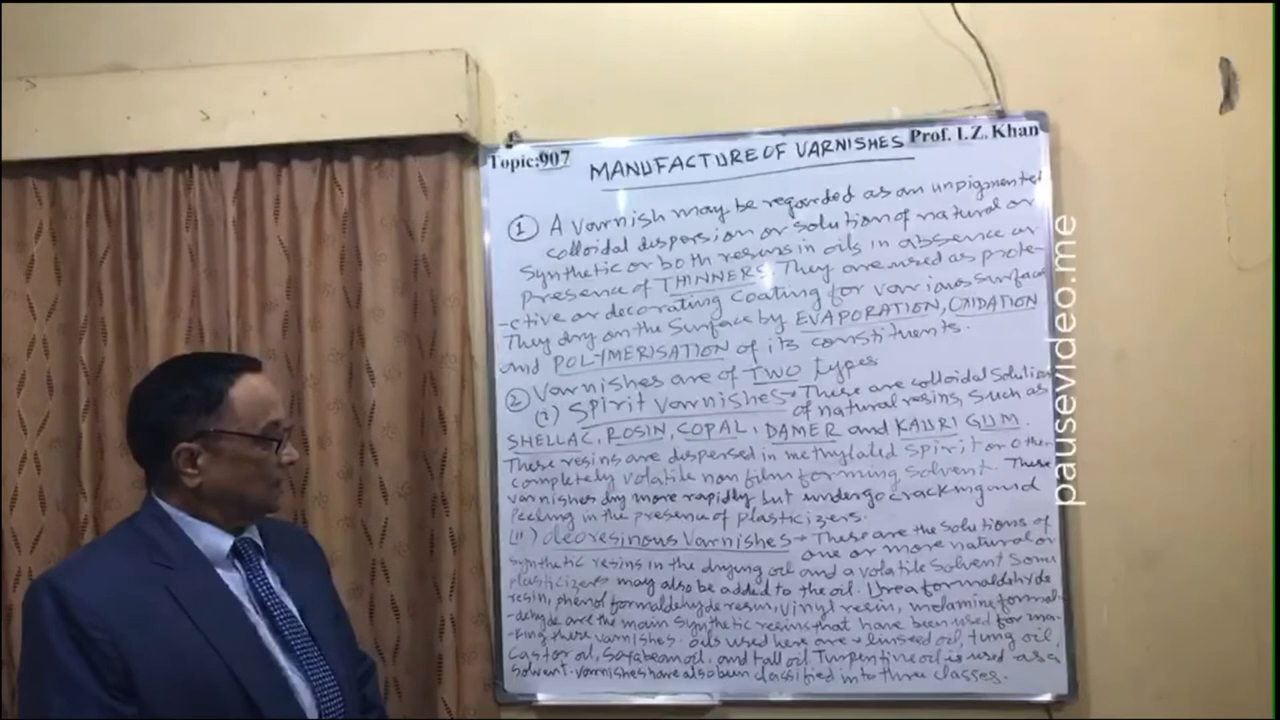 Topic:907
MANUFACTURE OF VARNISHES
Prof. I.Z. Khan
① A varnish may be regarded as an unpigmented
colloidal dispersion or solution of natural or
synthetic or both resins in oils in absence or
presence of THINNERS. They are used as prote-
-ctive or decorating coating for various surface
They dry on the surface by EVAPORATION, OXIDATION
and POLYMERISATION of its constituents.
② Varnishes are of TWO types
(i) Spirit Varnishes → These are colloidal solution
of natural resins, such as
SHELLAC, ROSIN, COPAL, DAMER and KAURI GUM.
These resins are dispersed in methylated spirit or other
completely volatile non film forming solvent. These
varnishes dry more rapidly but undergo cracking and
Peeling in the presence of plasticizers.
(ii) oleoresinous Varnishes → These are the solutions of
one or more natural or
synthetic resins in the drying oil and a volatile solvent some
plasticizers may also be added to the oil. Urea formaldehyde
resin, phenol formaldehyde resin, vinyl resin, melamine formal-
-dehyde are the main synthetic resins that have been used for ma-
-king these varnishes. oils used here are → linseed oil, tung oil,
Castor oil, Soyabean oil, and tall oil. Turpentine oil is used as a
solvent. varnishes have also been classified into three classes.
pausevideo.me